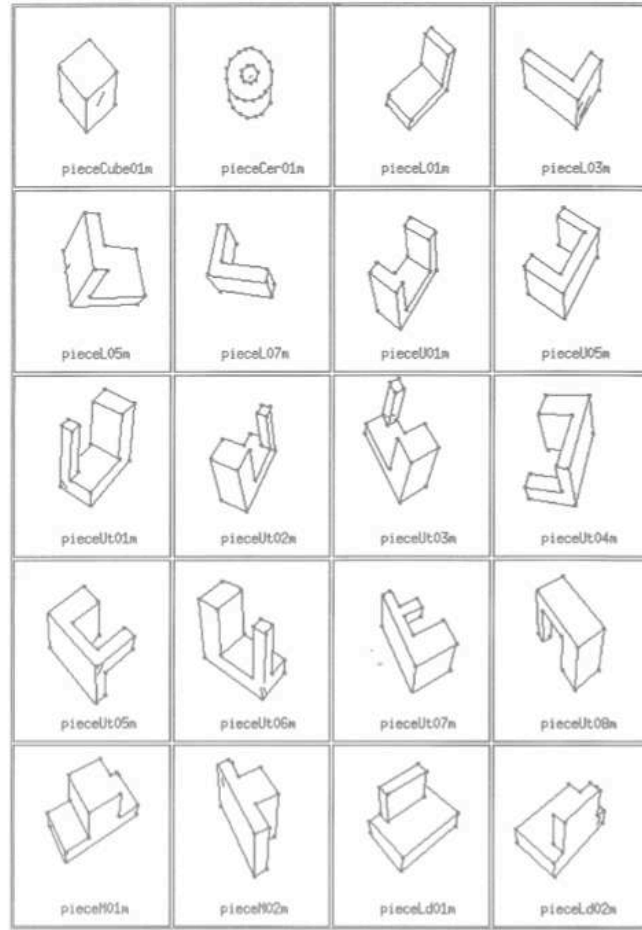 pieceCube01m pieceCer01m pieceL01m pieceL03m
pieceL05m pieceL07m pieceU01m pieceU05m
pieceUt01m pieceUt02m pieceUt03m pieceUt04m
pieceUt05m pieceUt06m pieceUt07m pieceUt08m
pieceM01m pieceM02m pieceLd01m pieceLd02m